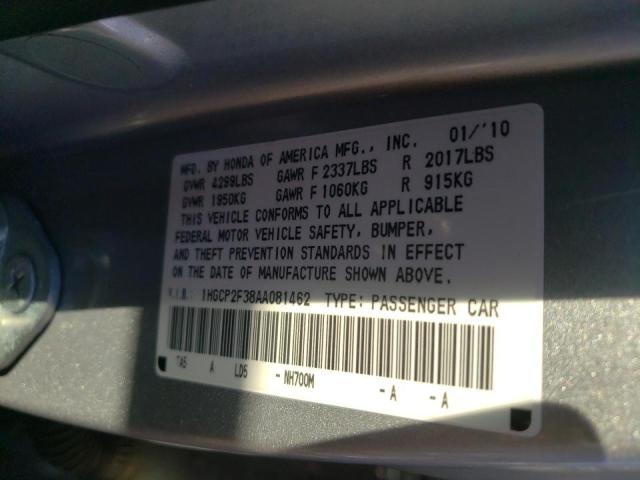 MFD. BY HONDA OF AMERICA MFG., INC. 01/'10
GVWR 4299LBS GAWR F 2337LBS R 2017LBS
GVWR 1950KG GAWR F 1060KG R 915KG
THIS VEHICLE CONFORMS TO ALL APPLICABLE
FEDERAL MOTOR VEHICLE SAFETY, BUMPER,
AND THEFT PREVENTION STANDARDS IN EFFECT
ON THE DATE OF MANUFACTURE SHOWN ABOVE.
V.I.N.: 1HGCP2F38AA081462 TYPE: PASSENGER CAR
TA5 A LD5 - NH700M - A - A